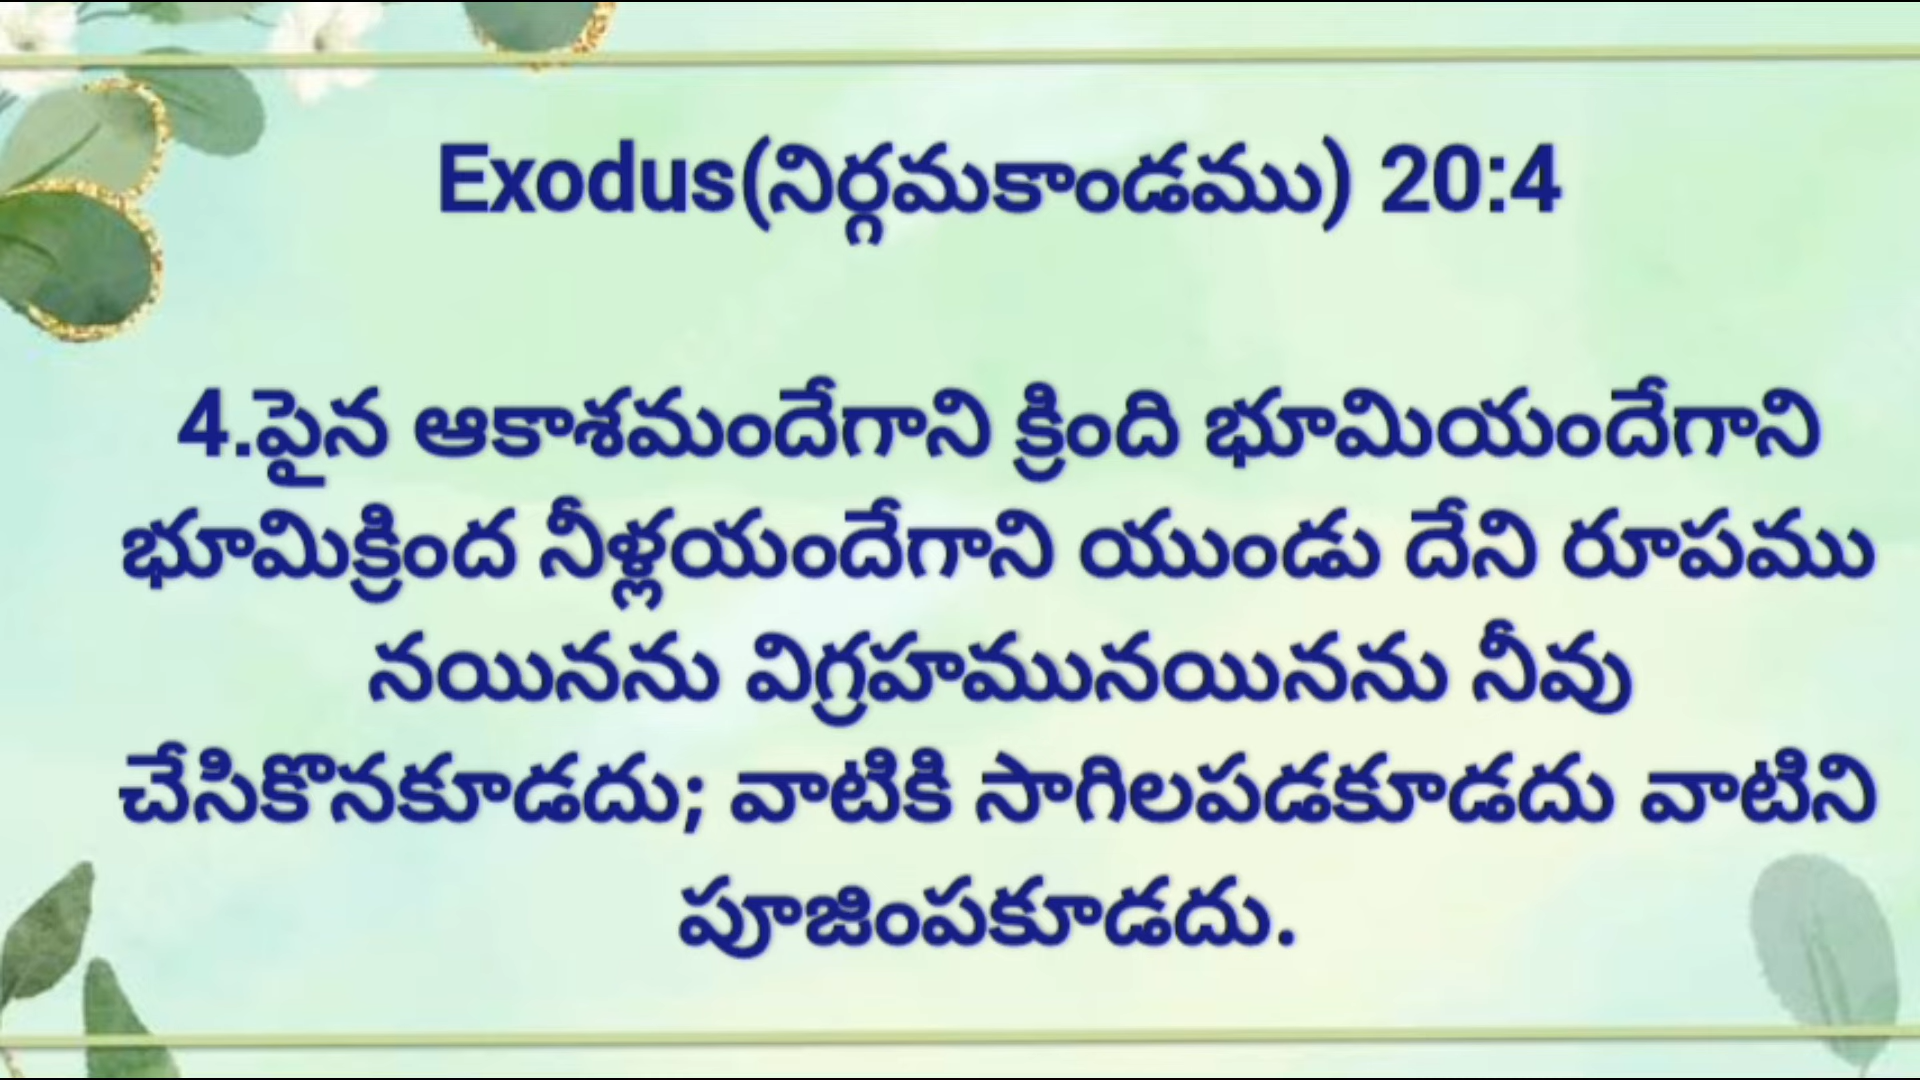 Exodus(నిర్గమకాండము) 20:4
4.పైన ఆకాశమందేగాని క్రింది భూమియందేగాని
భూమిక్రింద నీళ్లయందేగాని యుండు దేని రూపము
నయినను విగ్రహమునయినను నీవు
చేసికొనకూడదు; వాటికి సాగిలపడకూడదు వాటిని
పూజింపకూడదు.